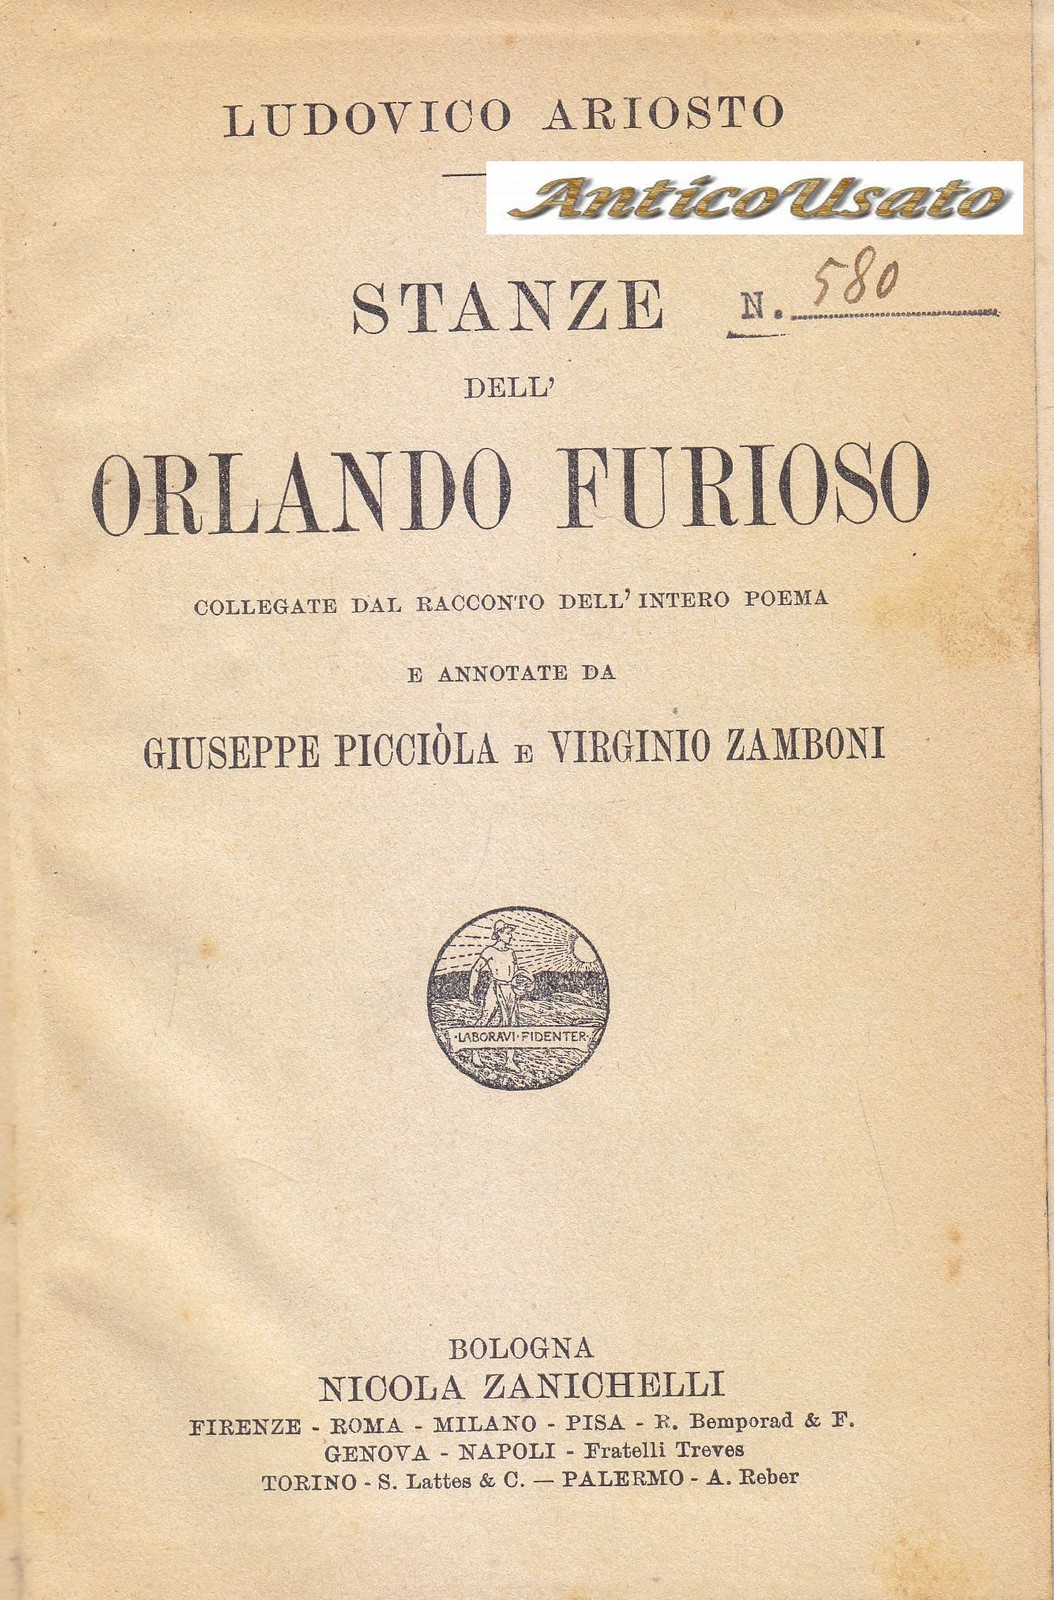 LUDOVICO ARIOSTO
AnticoUsato
STANZE
N. 580
DELL'
ORLANDO FURIOSO
COLLEGATE DAL RACCONTO DELL'INTERO POEMA
E ANNOTATE DA
GIUSEPPE PICCIÒLA E VIRGINIO ZAMBONI
·LABORAVI·FIDENTER·
BOLOGNA
NICOLA ZANICHELLI
FIRENZE - ROMA - MILANO - PISA - R. Bemporad & F.
GENOVA - NAPOLI - Fratelli Treves
TORINO - S. Lattes & C. — PALERMO - A. Reber